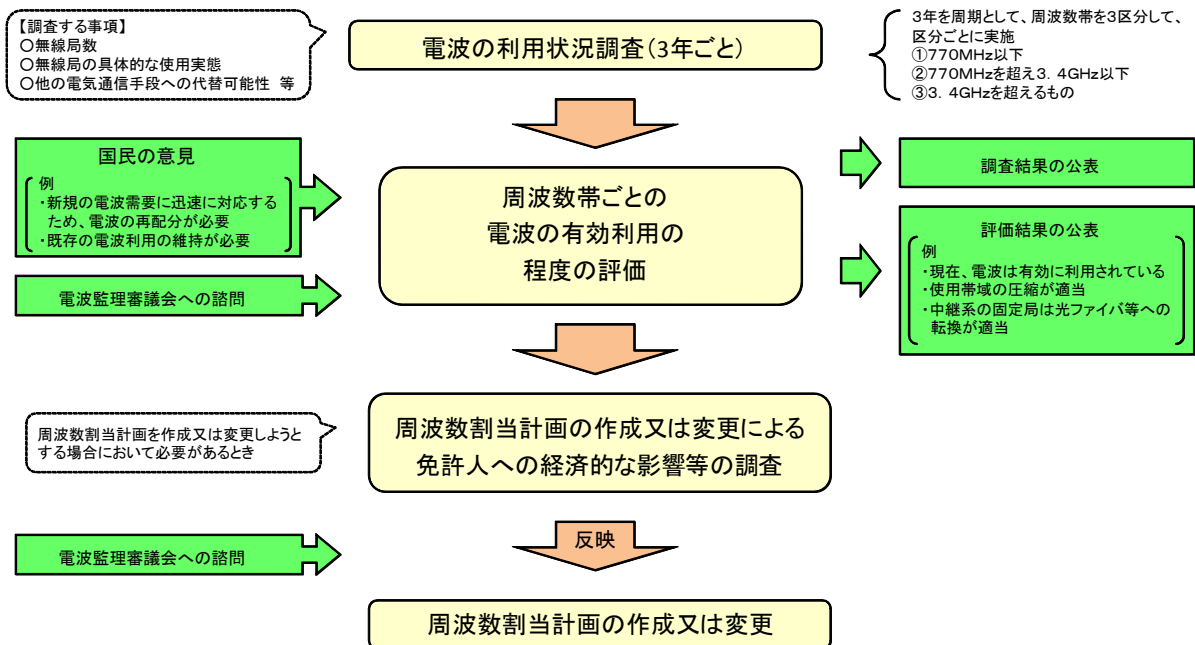 【調査する事項】
○無線局数
○無線局の具体的な使用実態
○他の電気通信手段への代替可能性 等
電波の利用状況調査(3年ごと)
3年を周期として、周波数帯を3区分して、
区分ごとに実施
①770MHz以下
②770MHzを超え3.4GHz以下
③3.4GHzを超えるもの
国民の意見
例
・新規の電波需要に迅速に対応する
ため、電波の再配分が必要
・既存の電波利用の維持が必要
電波監理審議会への諮問
周波数帯ごとの
電波の有効利用の
程度の評価
調査結果の公表
評価結果の公表
例
・現在、電波は有効に利用されている
・使用帯域の圧縮が適当
・中継系の固定局は光ファイバ等への
転換が適当
周波数割当計画を作成又は変更しようと
する場合において必要があるとき
周波数割当計画の作成又は変更による
免許人への経済的な影響等の調査
電波監理審議会への諮問
反映
周波数割当計画の作成又は変更